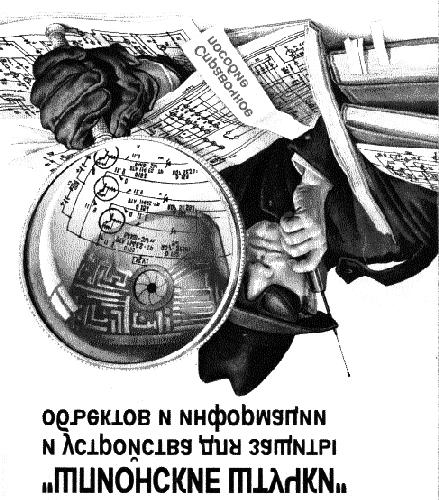 "ШПИОНСКИЕ ШТУЧКИ"
и устройства для защиты
объектов и информации
Справочное
пособие